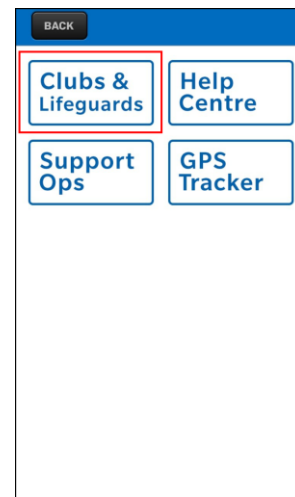 BACK
Clubs &
Lifeguards
Help
Centre
Support
Ops
GPS
Tracker